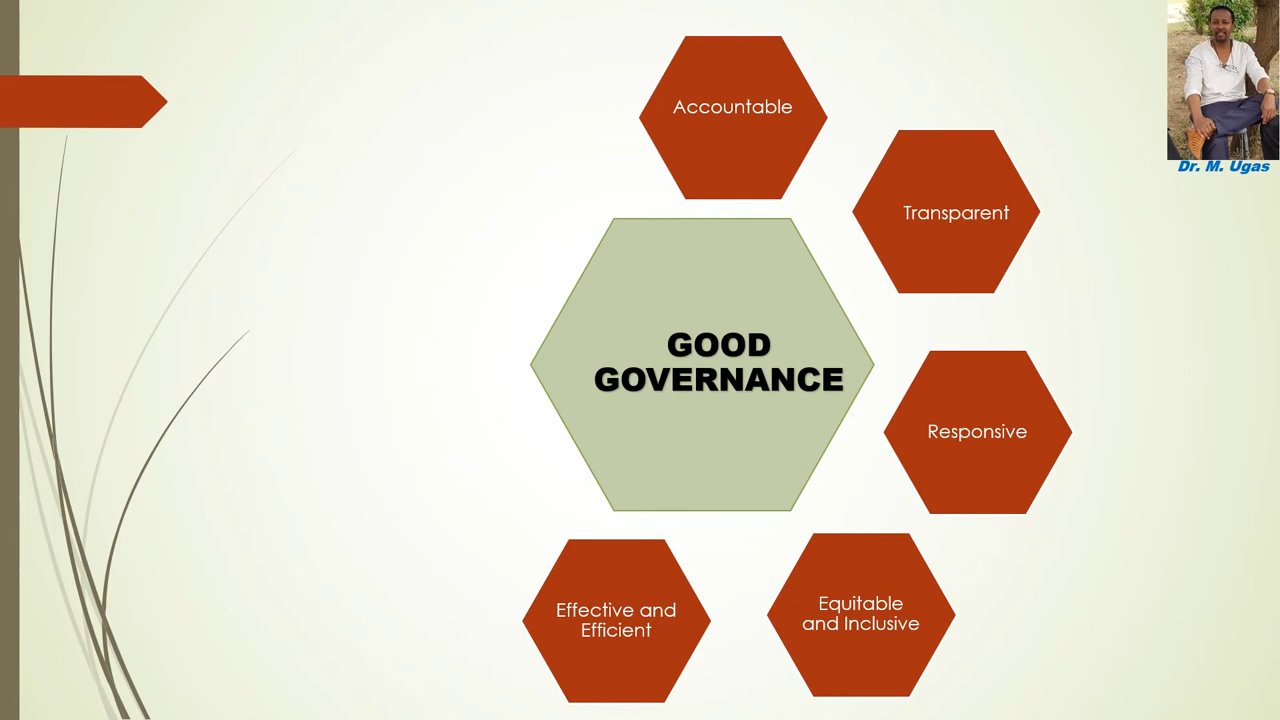 Accountable
Transparent
Dr. M. Ugas
GOOD
GOVERNANCE
Responsive
Equitable
and Inclusive
Effective and
Efficient